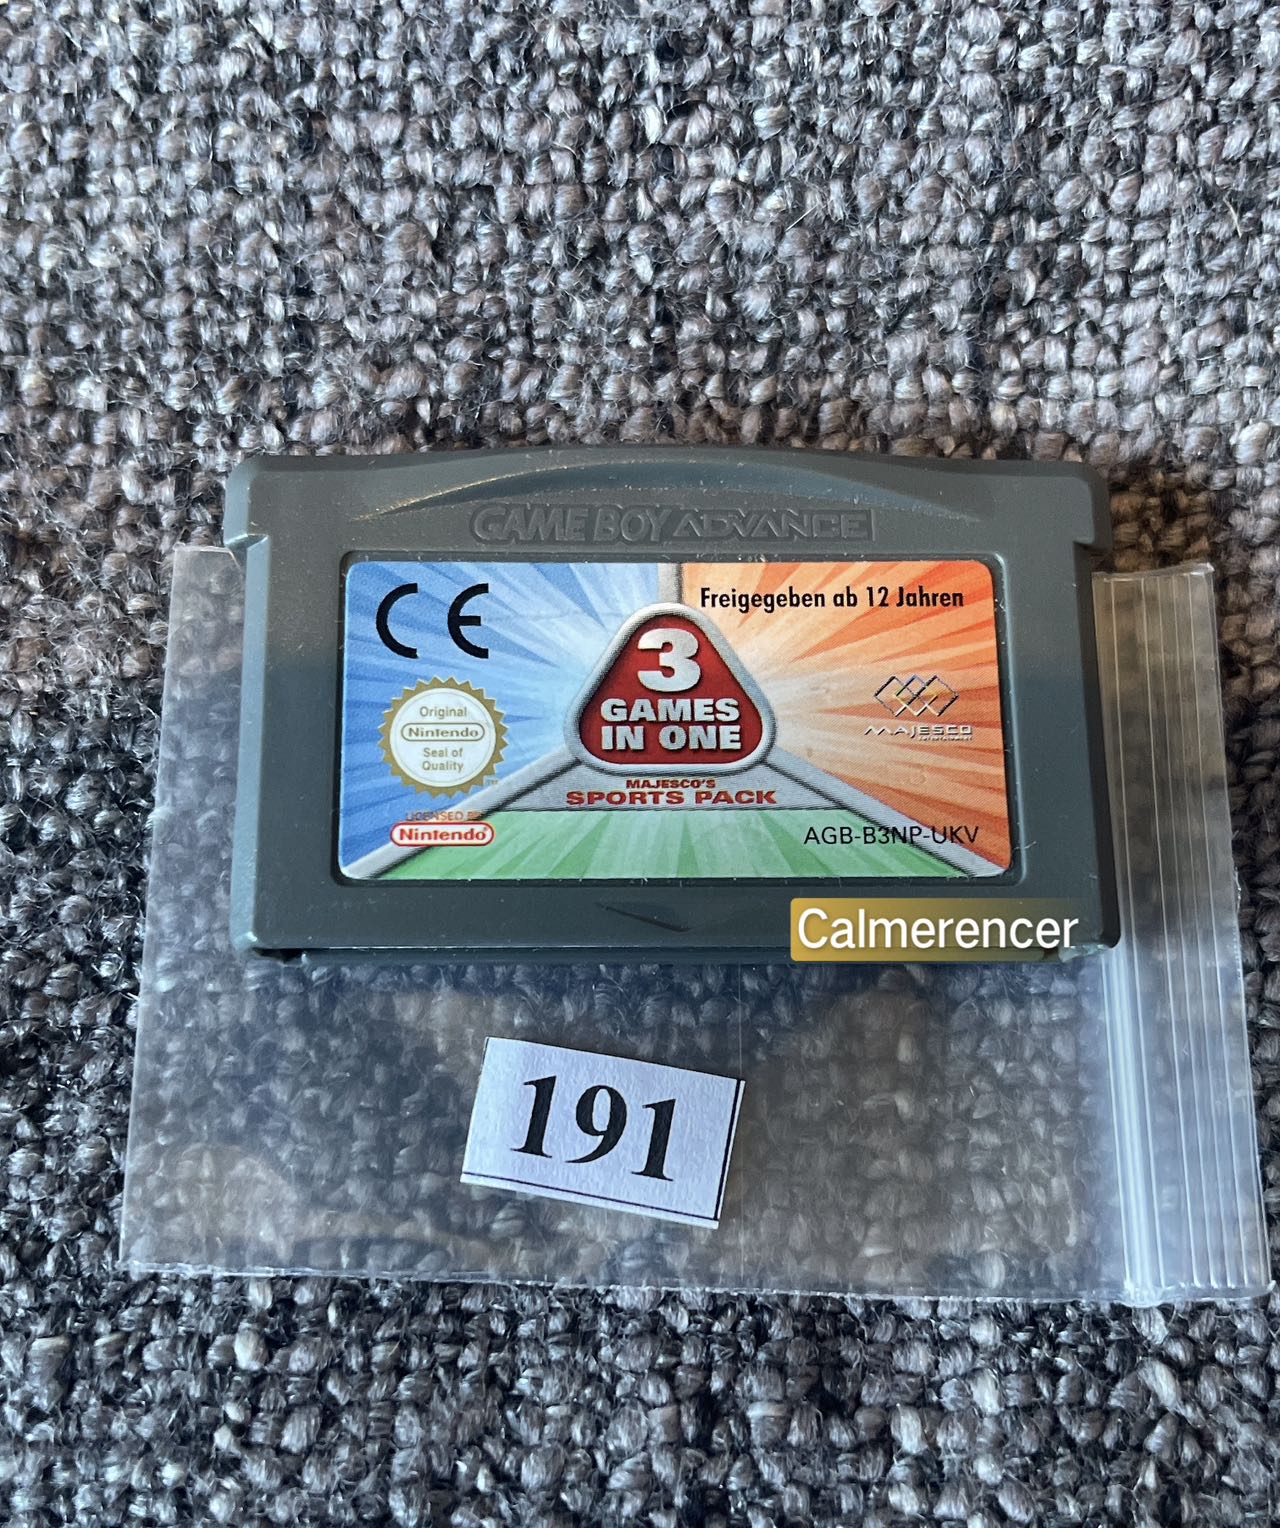 GAME BOY ADVANCE
CE
Freigegeben ab 12 Jahren
3
GAMES
IN ONE
MAJESCO'S
SPORTS PACK
Original
Nintendo
Seal of
Quality
MAJESCO
ENTERTAINMENT
LICENSED BY
Nintendo
AGB-B3NP-UKV
Calmerencer
191